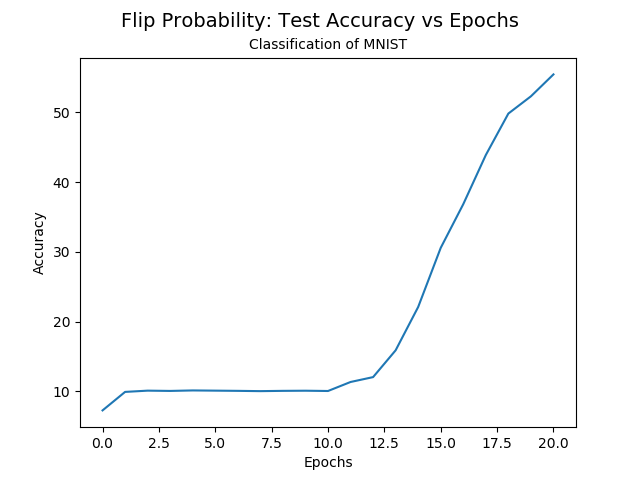 Flip Probability: Test Accuracy vs Epochs
Classification of MNIST
50
40
30
20
10
Accuracy
0.0 2.5 5.0 7.5 10.0 12.5 15.0 17.5 20.0
Epochs